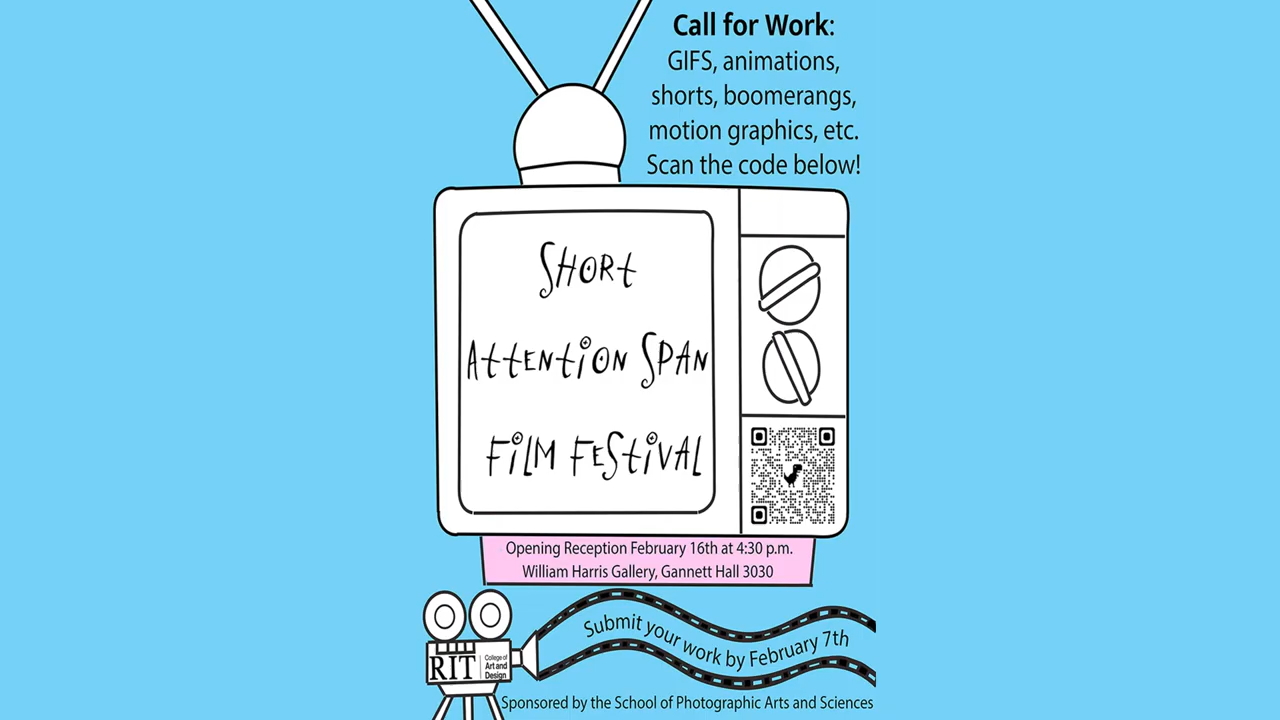 Call for Work:
GIFS, animations,
shorts, boomerangs,
motion graphics, etc.
Scan the code below!
SHORT
ATTENTION SPAN
FILM FESTIVAL
Opening Reception February 16th at 4:30 p.m.
William Harris Gallery, Gannett Hall 3030
Submit your work by February 7th
RIT
College of
Art and
Design
Sponsored by the School of Photographic Arts and Sciences